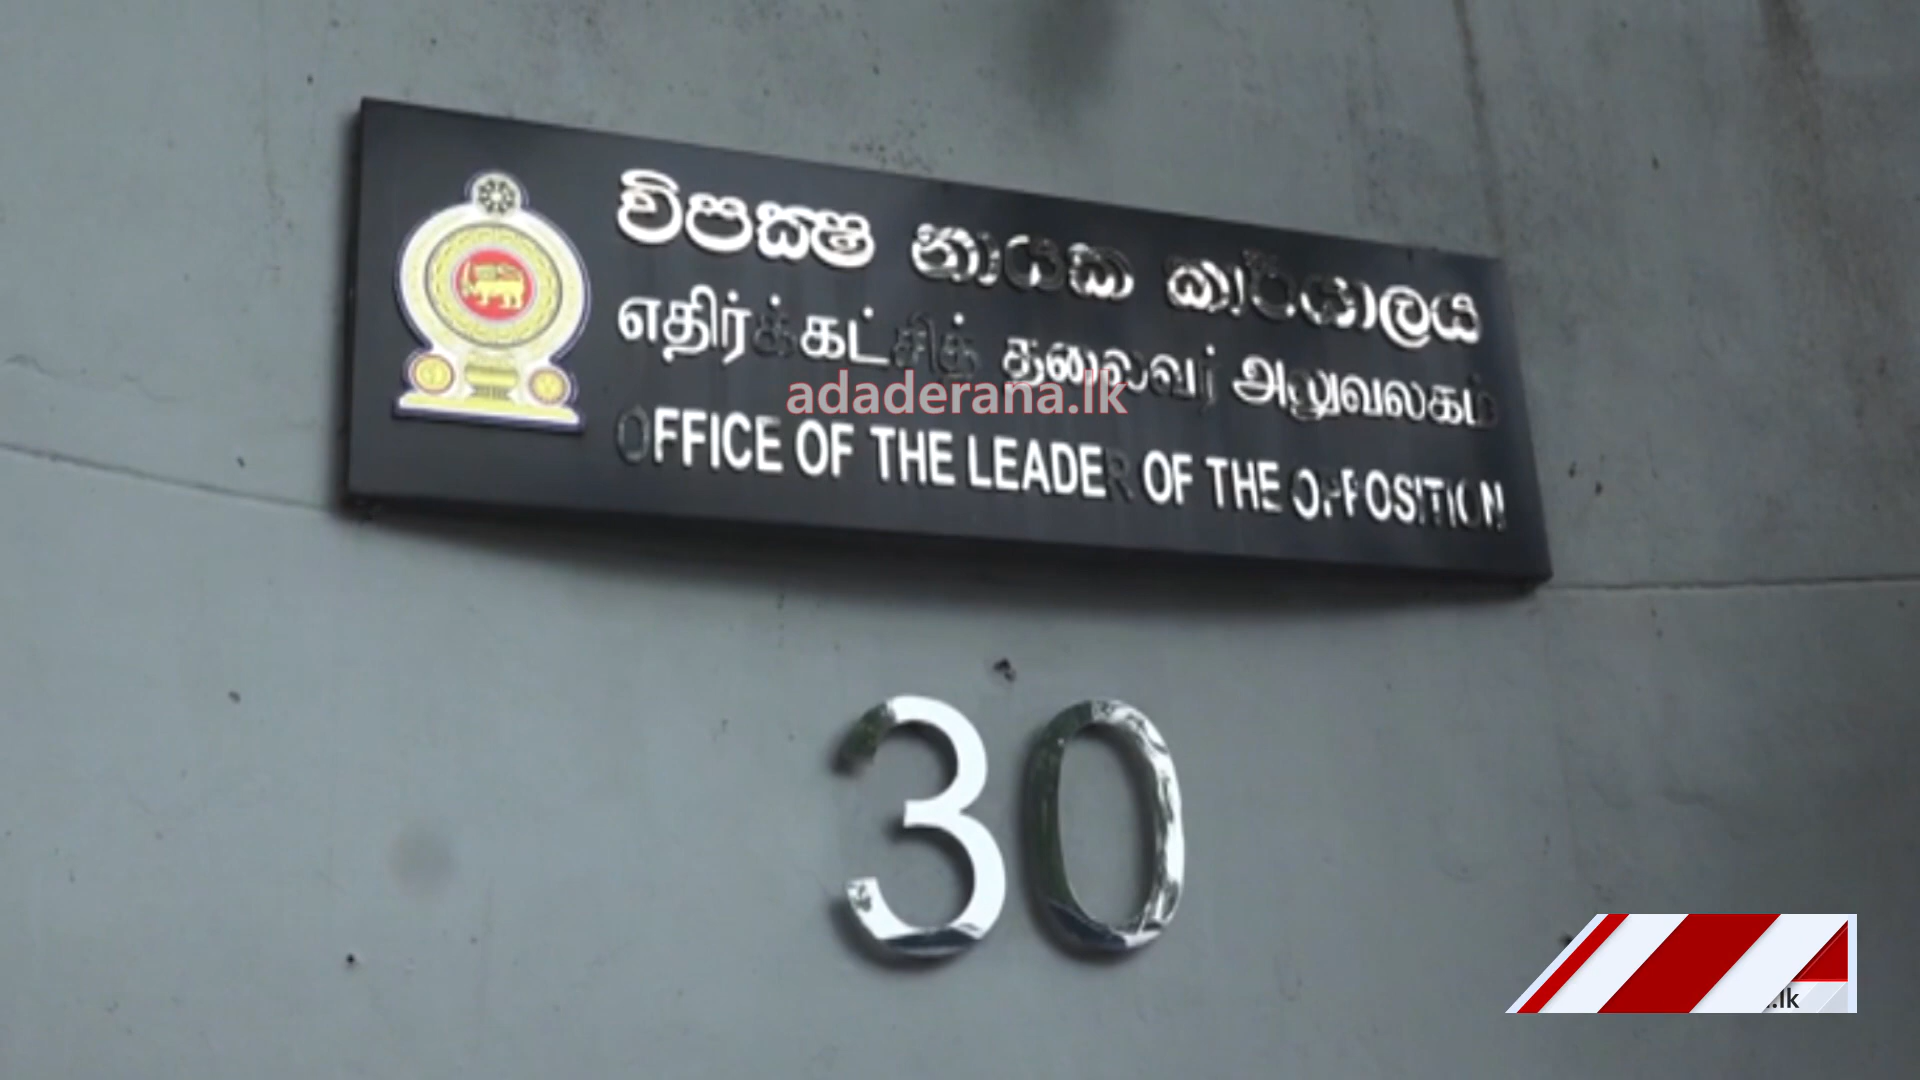 විපක්ෂ නායක කාර්යාලය
எதிர்க்கட்சித் தலைவர் அலுவலகம்
adaderana.lk
OFFICE OF THE LEADER OF THE OPPOSITION
30
.lk